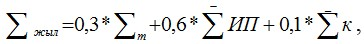 ∑ жыл =0,3* ∑ т +0,6* ∑̄ ИП +0,1* ∑̄ к ,